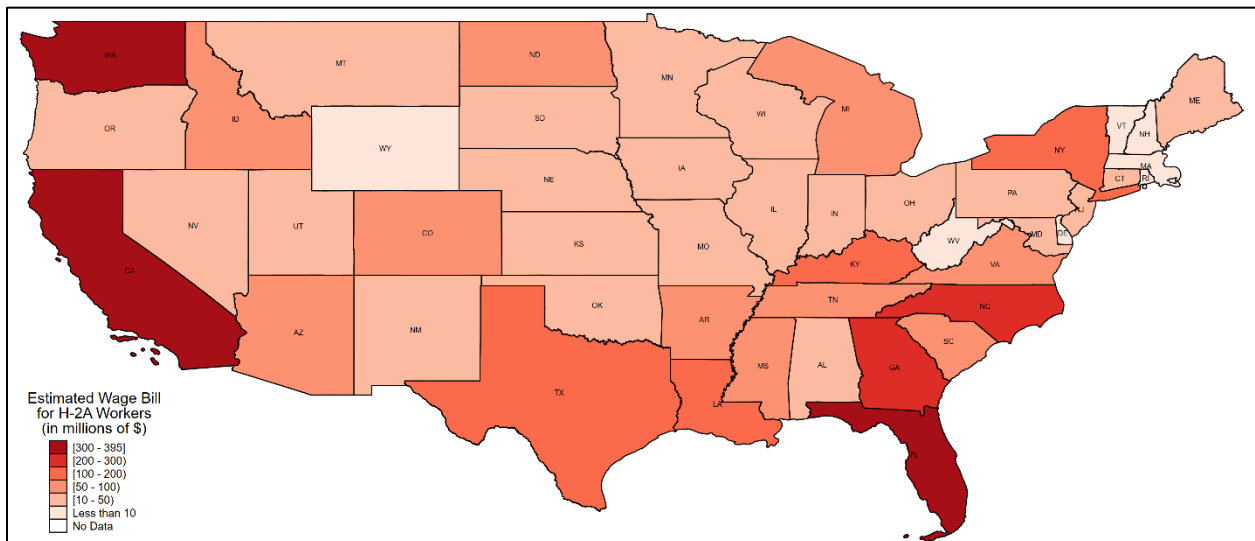 WA
MT
ND
MN
ME
VT
NH
OR
ID
SD
WI
MI
NY
WY
MA
CT
RI
IA
NE
PA
NJ
NV
UT
IL
IN
OH
CO
KS
MO
MD
DE
WV
VA
CA
KY
AZ
NM
OK
AR
TN
NC
SC
MS
AL
GA
TX
LA
FL
Estimated Wage Bill
for H-2A Workers
(in millions of $)
[300 - 395]
[200 - 300)
[100 - 200)
[50 - 100)
[10 - 50)
Less than 10
No Data